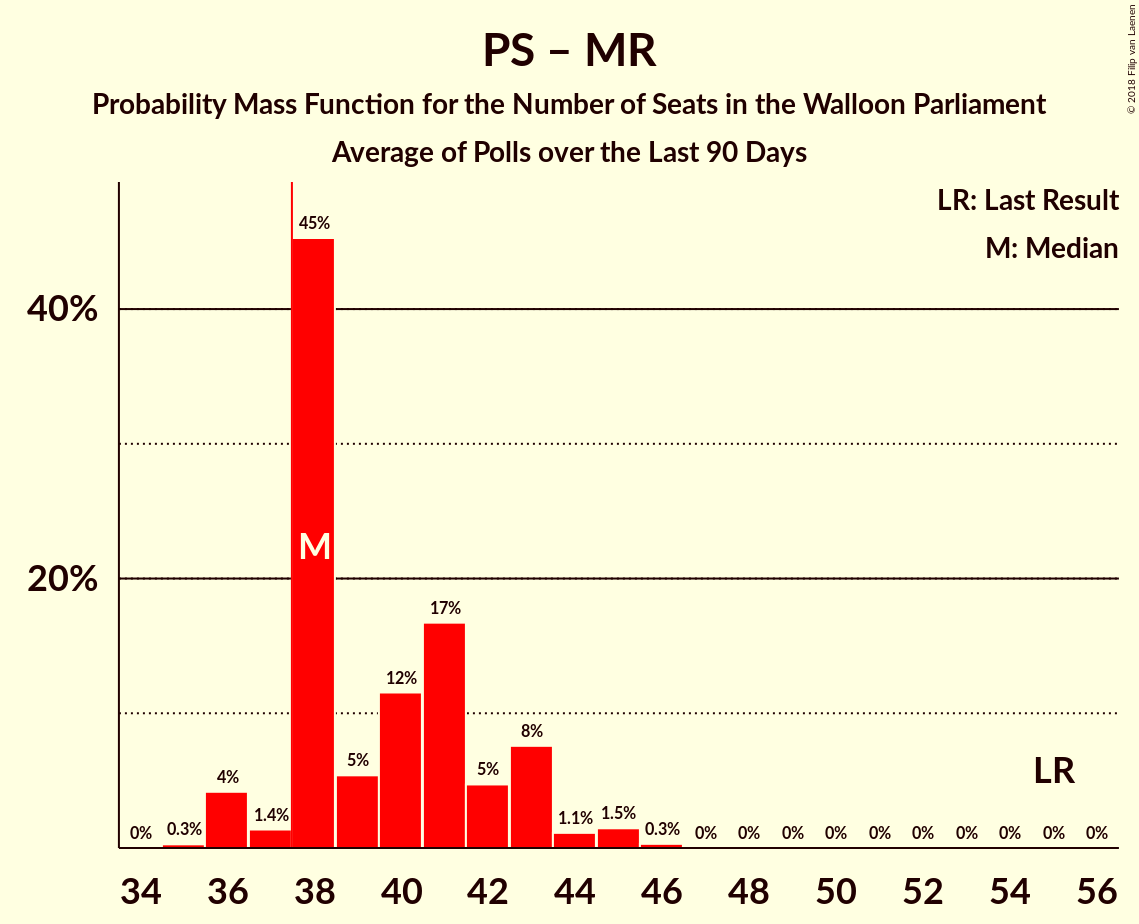 PS – MR
Probability Mass Function for the Number of Seats in the Walloon Parliament
Average of Polls over the Last 90 Days
© 2018 Filip van Laenen
LR: Last Result
M: Median
40%
20%
0%
0.3%
4%
1.4%
45%
M
5%
12%
17%
5%
8%
1.1%
1.5%
0.3%
0%
0%
0%
0%
0%
0%
0%
0%
0%
0%
LR
34 36 38 40 42 44 46 48 50 52 54 56